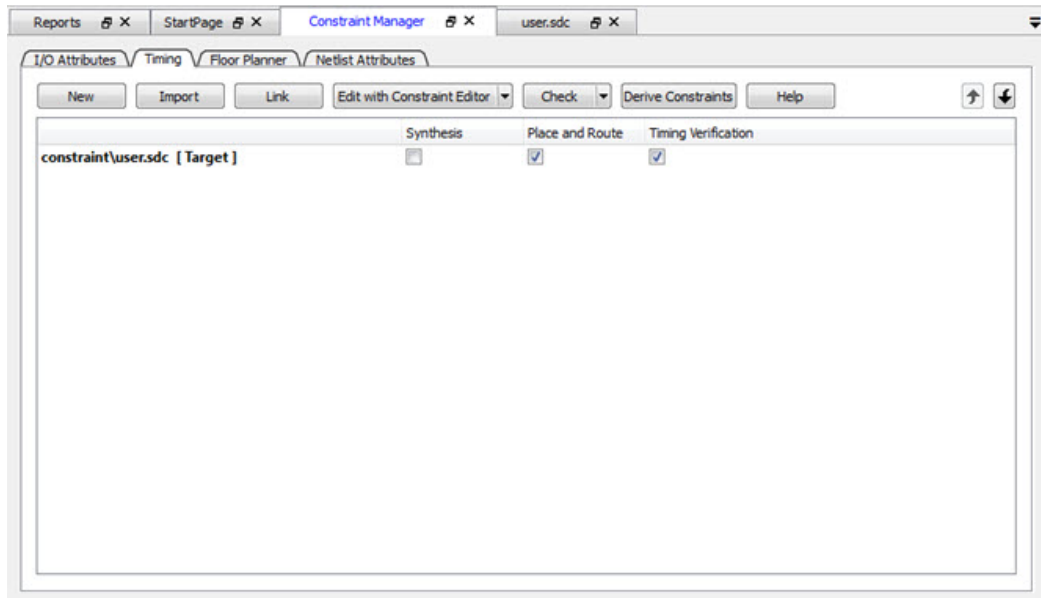 Reports StartPage Constraint Manager user.sdc
I/O Attributes Timing Floor Planner Netlist Attributes
New Import Link Edit with Constraint Editor Check Derive Constraints Help
Synthesis Place and Route Timing Verification
constraint\user.sdc [ Target ]